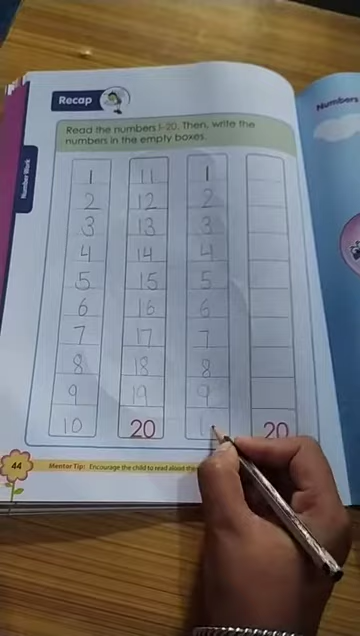 Recap
Numbers
Read the numbers 1-20. Then, write the
numbers in the empty boxes.
Number Work
1 11 1
2 12 2
3 13 3
4 14 4
5 15 5
6 16 6
7 17 7
8 18 8
9 19 9
10 20 1 20
44
Mentor Tip: Encourage the child to read aloud the